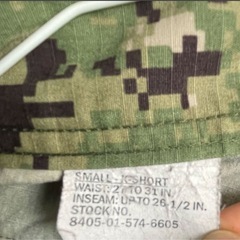 SMALL-X-SHORT
WAIST: 27 TO 31 IN.
INSEAM: UP TO 26-1/2 IN.
STOCK NO.
8405-01-574-6605